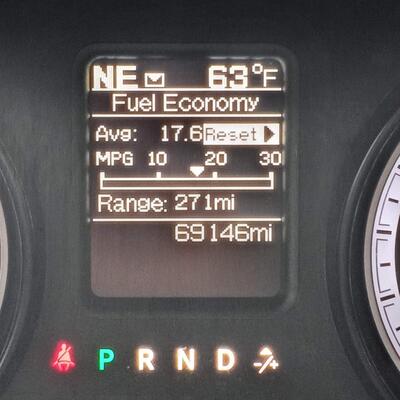 NE 63°F
Fuel Economy
Avg: 17.6 Reset
MPG 10 20 30
Range: 271mi
69146mi
P R N D -/+